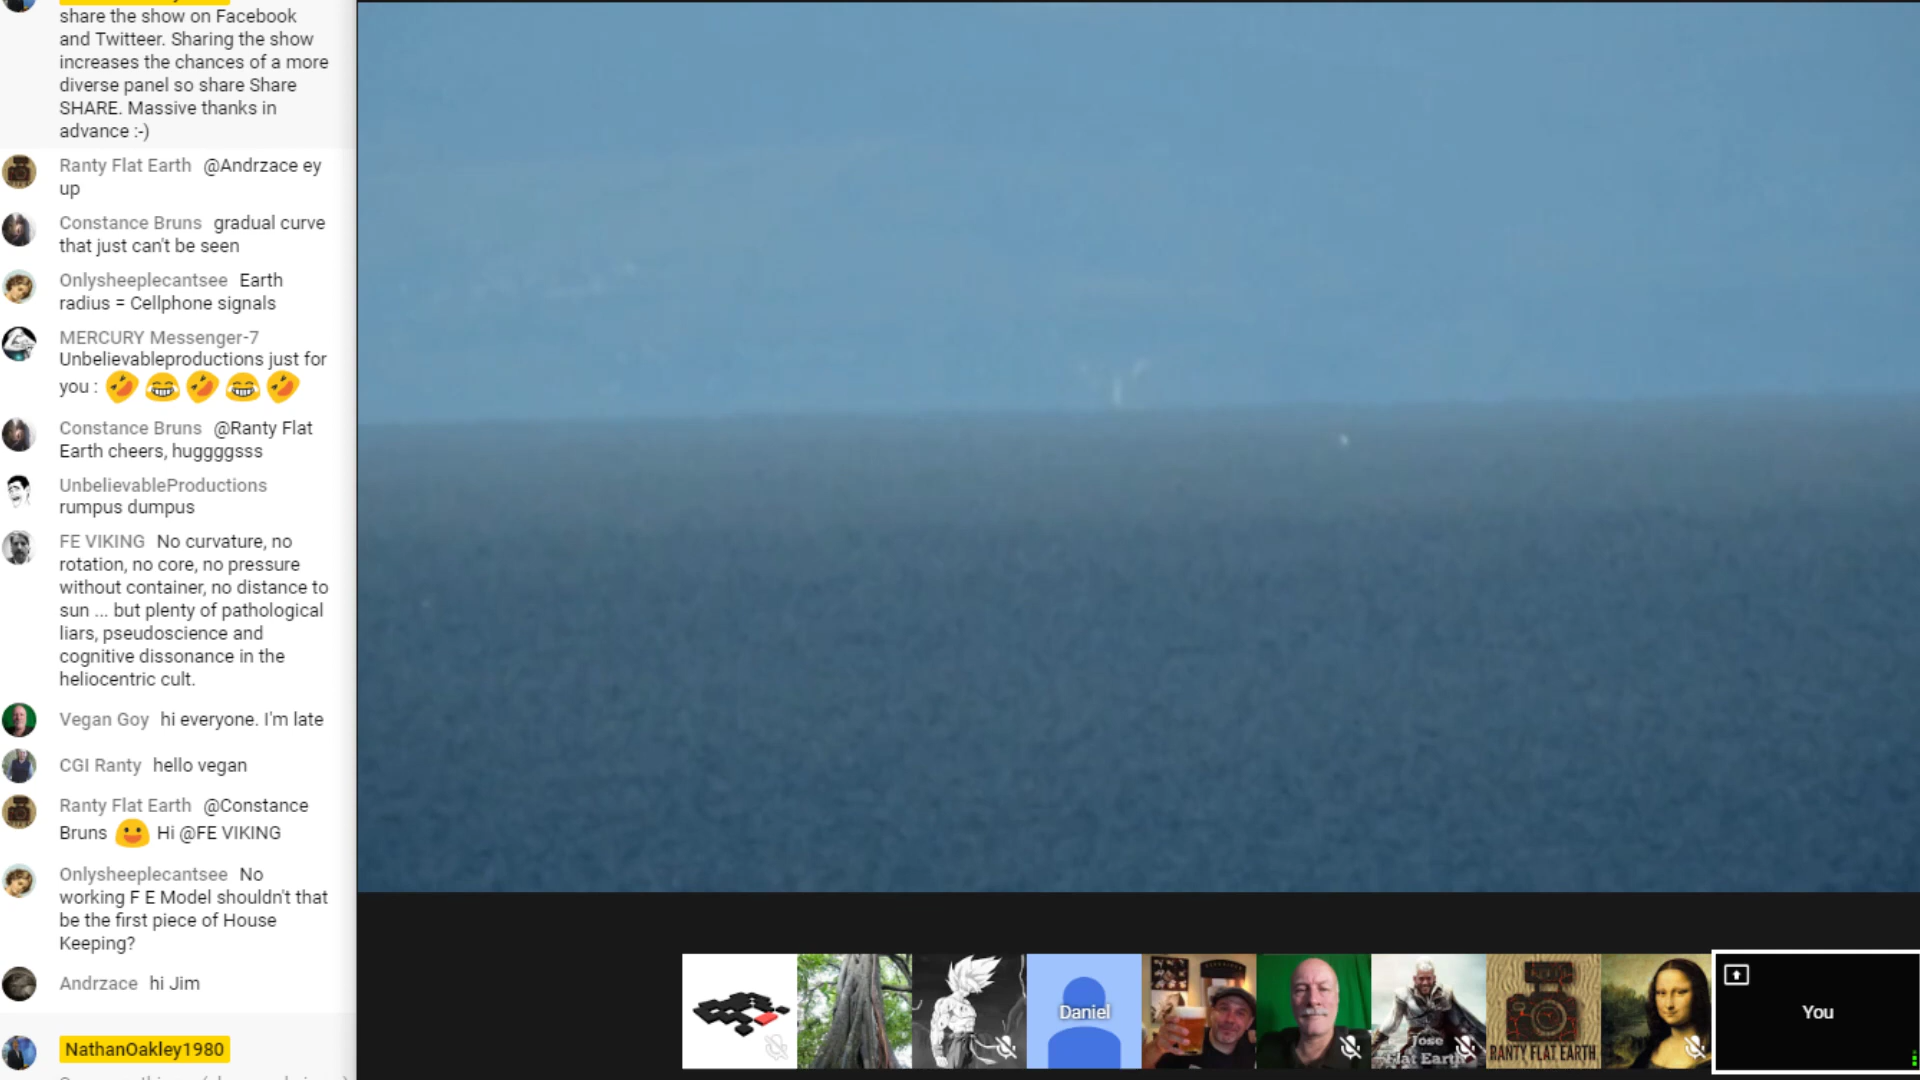 share the show on Facebook
and Twitteer. Sharing the show
increases the chances of a more
diverse panel so share Share
SHARE. Massive thanks in
advance :-)
Ranty Flat Earth @Andrzace ey
up
Constance Bruns gradual curve
that just can't be seen
Onlysheeplecantsee Earth
radius = Cellphone signals
MERCURY Messenger-7
Unbelievableproductions just for
you : 🤣😂🤣😂🤣
Constance Bruns @Ranty Flat
Earth cheers, huggggsss
UnbelievableProductions
rumpus dumpus
FE VIKING No curvature, no
rotation, no core, no pressure
without container, no distance to
sun ... but plenty of pathological
liars, pseudoscience and
cognitive dissonance in the
heliocentric cult.
Vegan Goy hi everyone. I'm late
CGI Ranty hello vegan
Ranty Flat Earth @Constance
Bruns 😃 Hi @FE VIKING
Onlysheeplecantsee No
working F E Model shouldn't that
be the first piece of House
Keeping?
Andrzace hi Jim
NathanOakley1980
Daniel
Jose
Flat Earth
RANTY FLAT EARTH
You